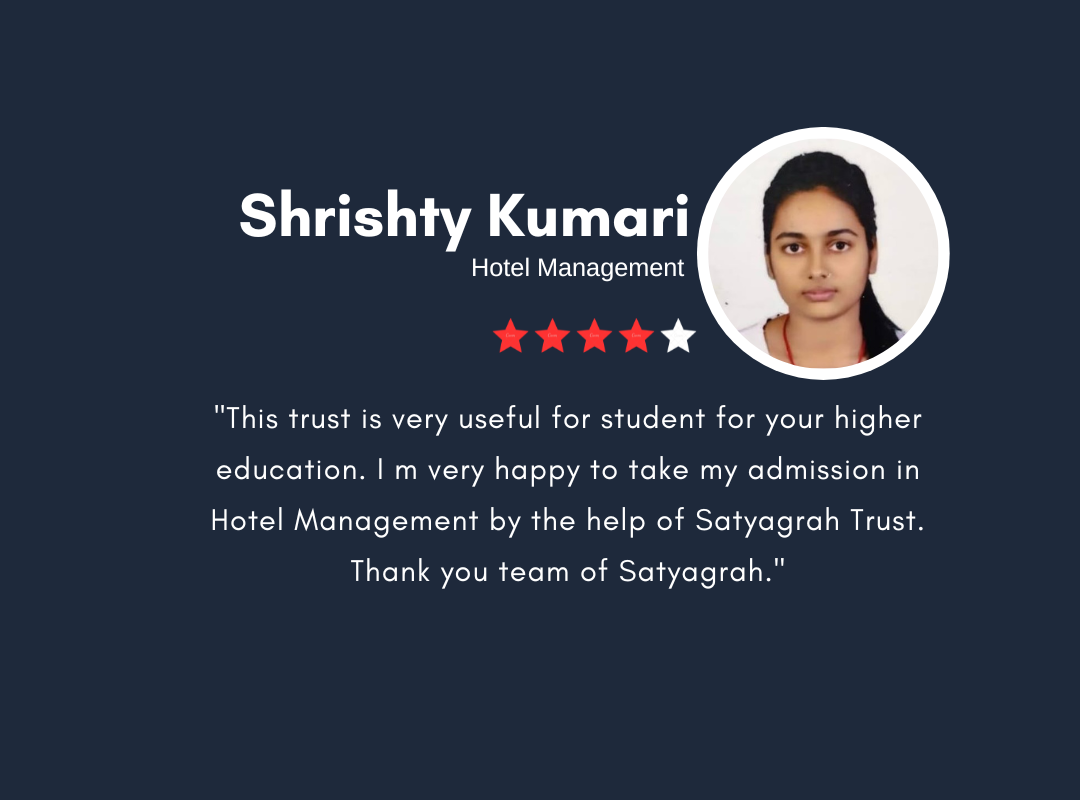 Shrishty Kumari
Hotel Management
"This trust is very useful for student for your higher
education. I m very happy to take my admission in
Hotel Management by the help of Satyagrah Trust.
Thank you team of Satyagrah."